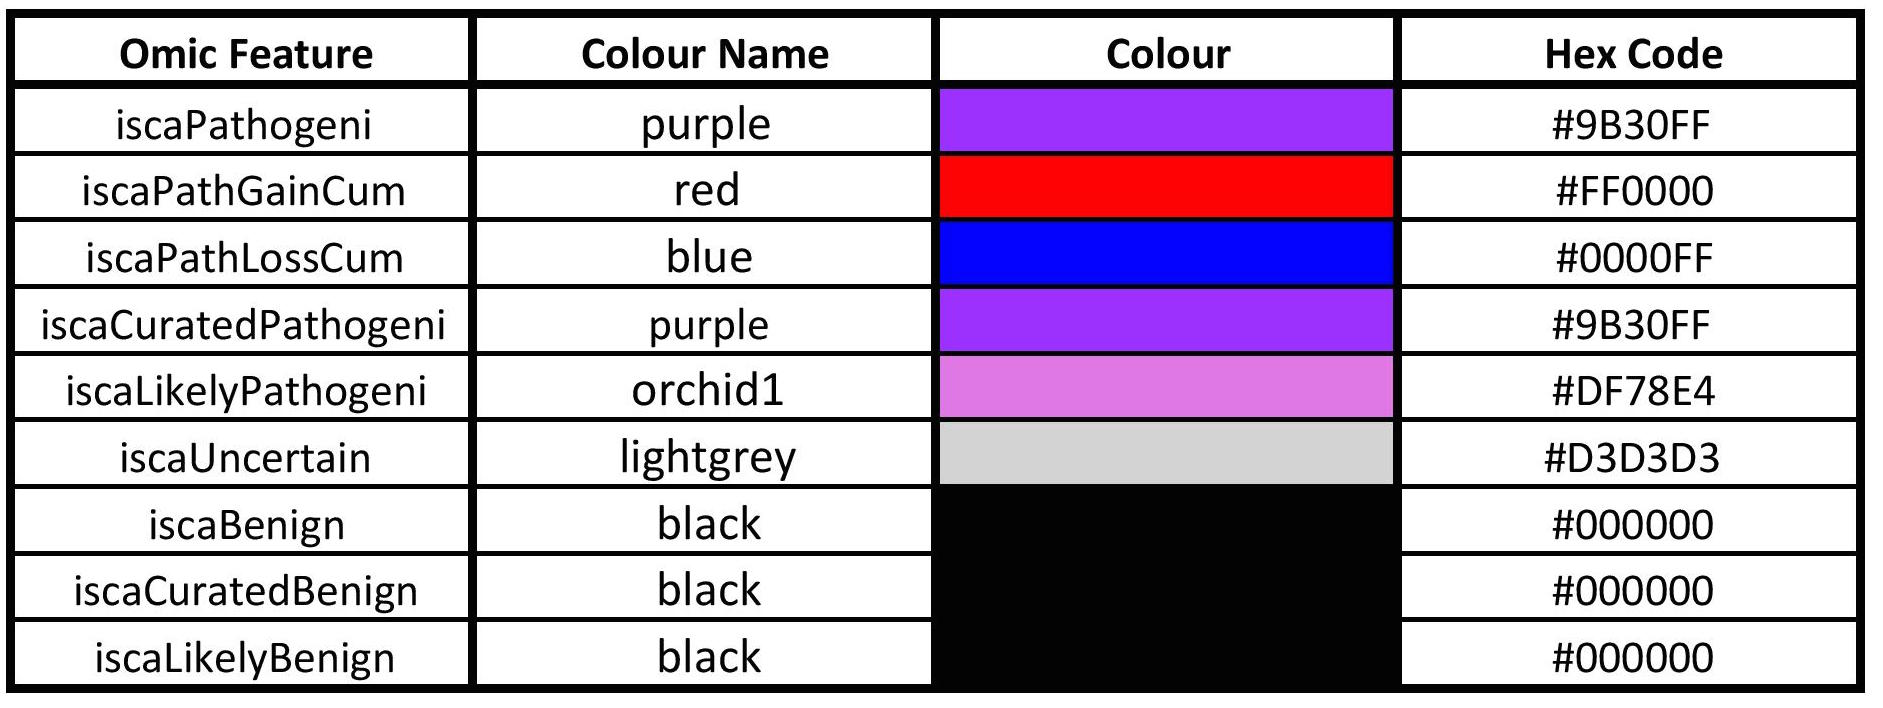 Omic Feature Colour Name Colour Hex Code
iscaPathogeni purple #9B30FF
iscaPathGainCum red #FF0000
iscaPathLossCum blue #0000FF
iscaCuratedPathogeni purple #9B30FF
iscaLikelyPathogeni orchid1 #DF78E4
iscaUncertain lightgrey #D3D3D3
iscaBenign black #000000
iscaCuratedBenign black #000000
iscaLikelyBenign black #000000